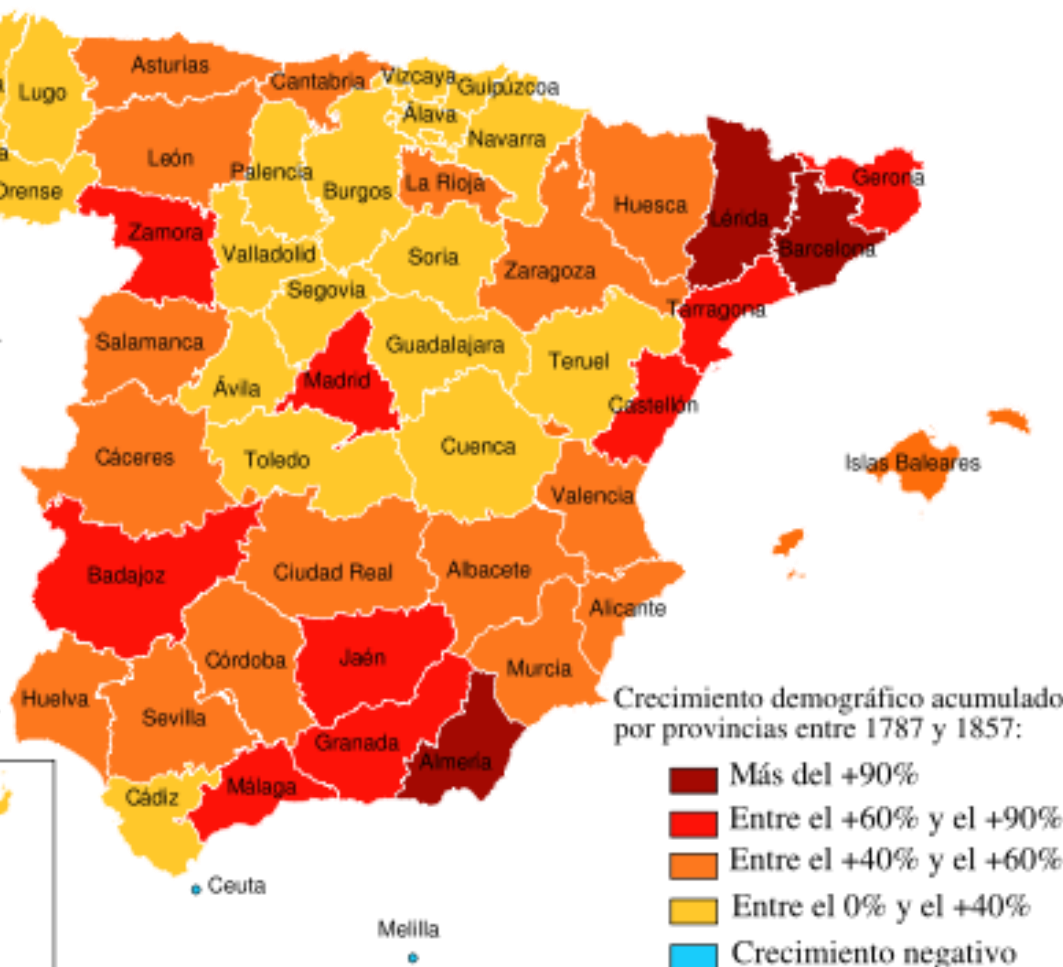 Asturias
Cantabria
Vizcaya
Guipúzcoa
Lugo
Álava
Navarra
León
Palencia
Burgos
La Rioja
Huesca
Gerona
Orense
Lérida
Zamora
Barcelona
Valladolid
Soria
Zaragoza
Segovia
Tarragona
Salamanca
Guadalajara
Teruel
Ávila
Madrid
Castellón
Cáceres
Toledo
Cuenca
Islas Baleares
Valencia
Badajoz
Ciudad Real
Albacete
Alicante
Córdoba
Jaén
Murcia
Huelva
Sevilla
Granada
Almería
Málaga
Cádiz
Ceuta
Melilla
Crecimiento demográfico acumulado
por provincias entre 1787 y 1857:
Más del +90%
Entre el +60% y el +90%
Entre el +40% y el +60%
Entre el 0% y el +40%
Crecimiento negativo